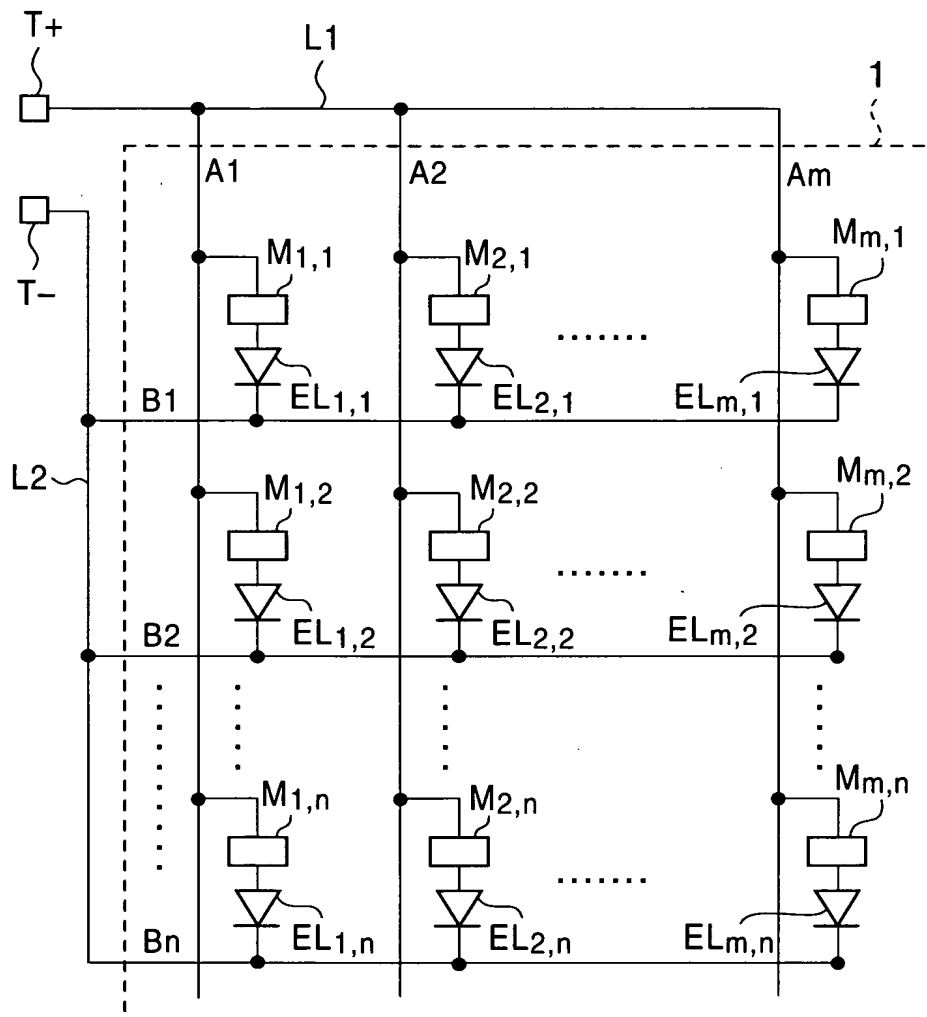 T+
L1
1
A1
A2
Am
T−
M1,1
M2,1
Mm,1
.......
EL1,1
EL2,1
ELm,1
B1
L2
M1,2
M2,2
Mm,2
.......
EL1,2
EL2,2
ELm,2
B2
M1,n
M2,n
Mm,n
.......
EL1,n
EL2,n
ELm,n
Bn